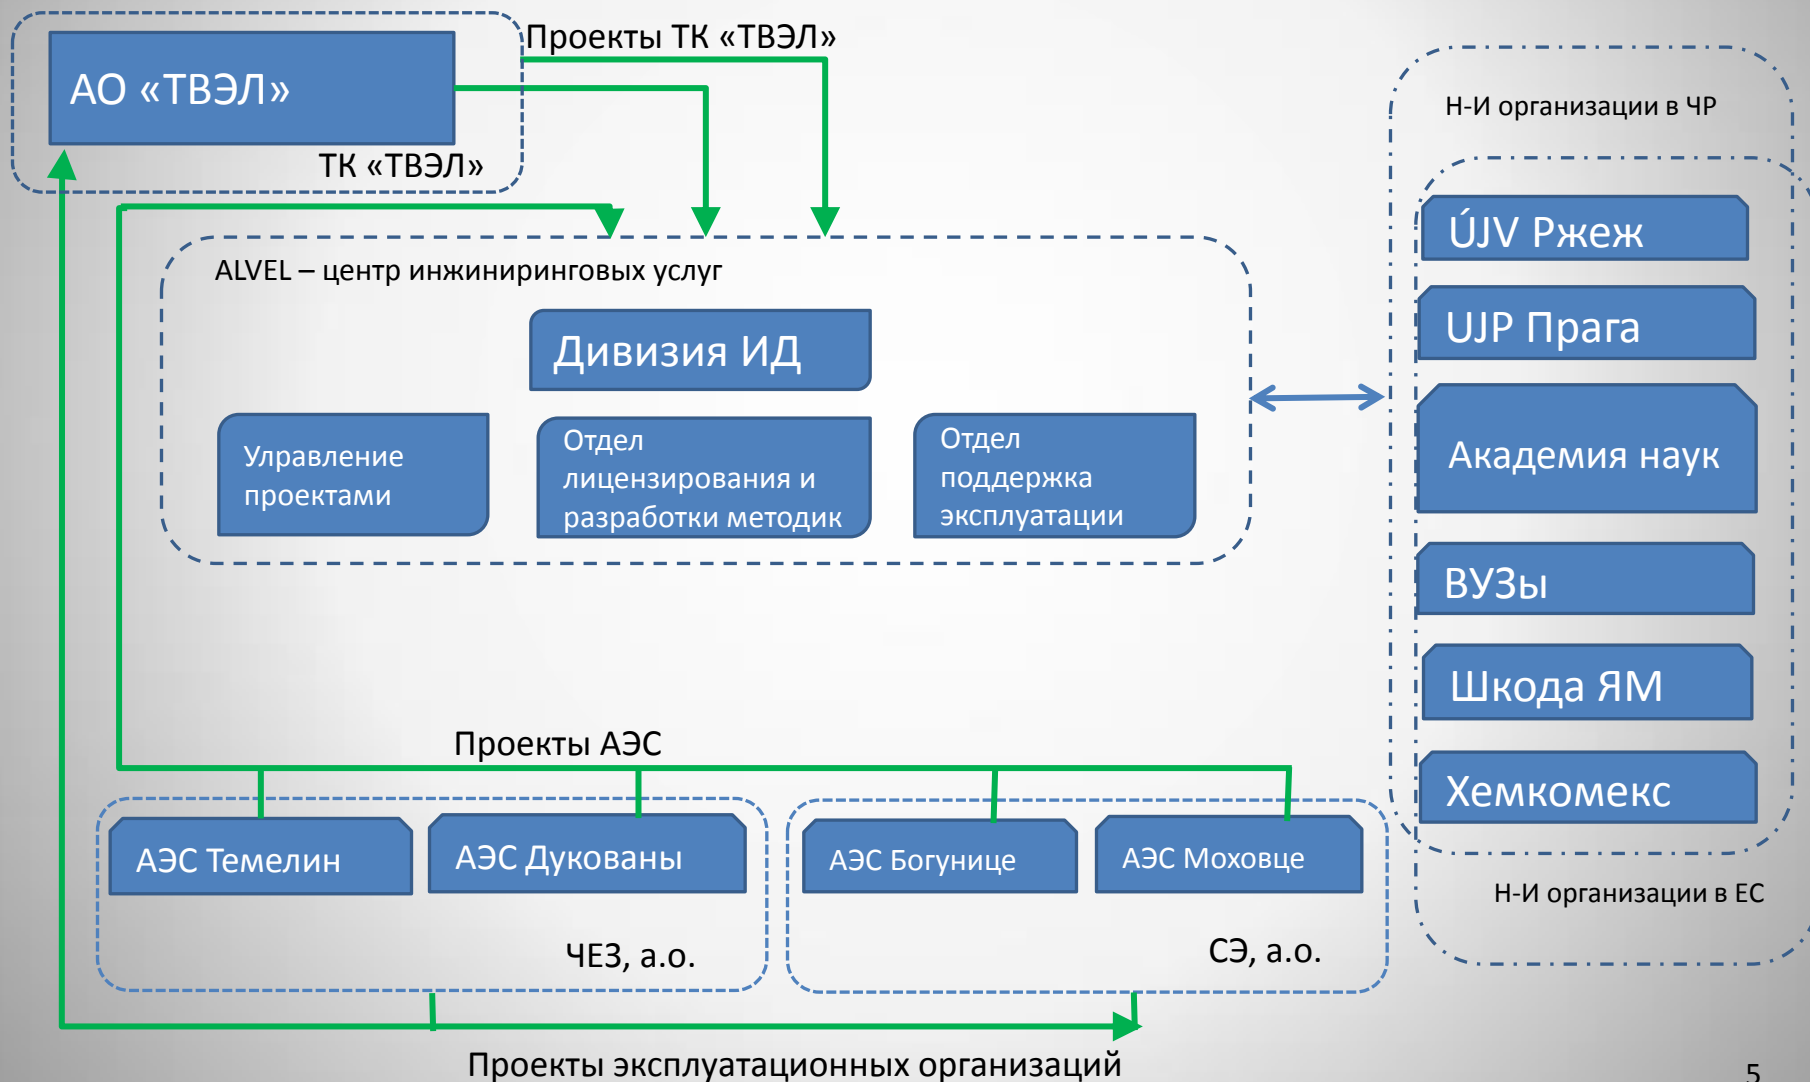 Проекты ТК «ТВЭЛ»
АО «ТВЭЛ»
ТК «ТВЭЛ»
ALVEL – центр инжиниринговых услуг
Дивизия ИД
Улравление
проектами
Отдел
лицензирования и
разработки методик
Отдел
поддержка
эксплуатации
Н-И организации в ЧР
ÚJV Ржеж
UJP Прага
Академия наук
ВУЗы
Шкода ЯМ
Хемкомекс
Н-И организации в ЕС
Проекты АЭС
АЭС Темелин
АЭС Дукованы
АЭС Богунице
АЭС Моховце
ЧЕЗ, а.о.
СЭ, а.о.
Проекты эксплуатационных организаций
5